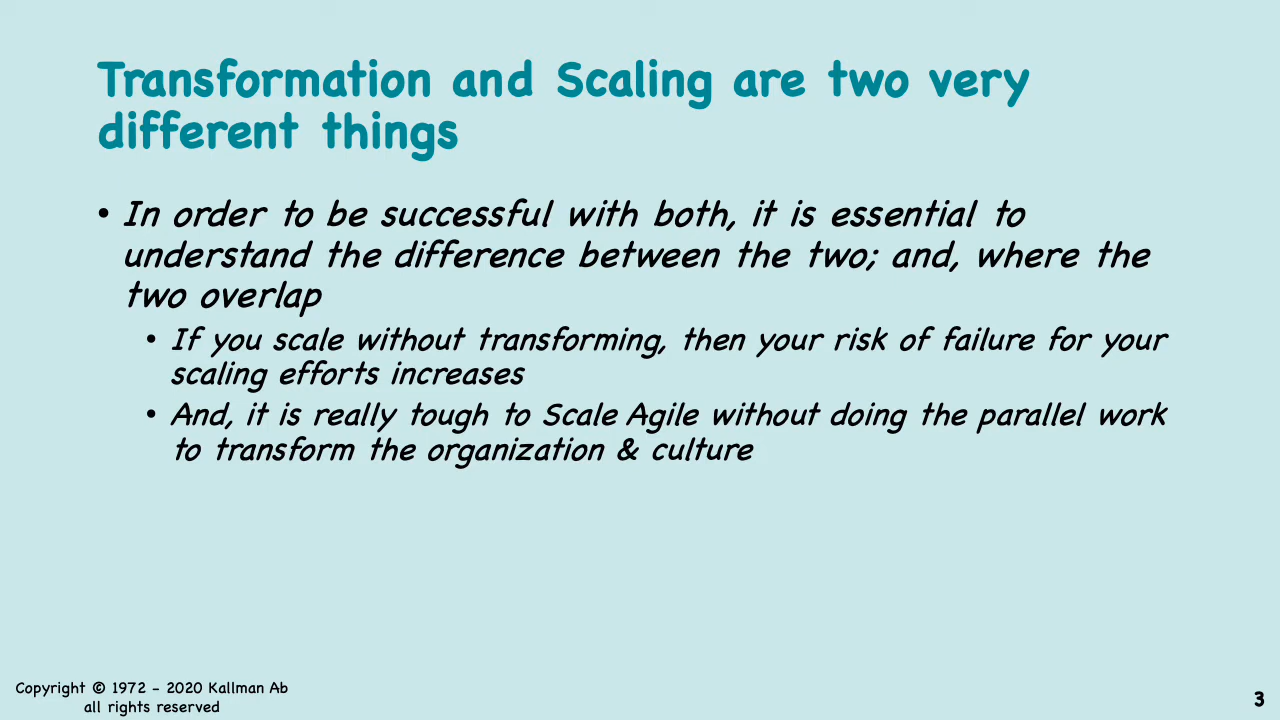 Transformation and Scaling are two very
different things
• In order to be successful with both, it is essential to
understand the difference between the two; and, where the
two overlap
• If you scale without transforming, then your risk of failure for your
scaling efforts increases
• And, it is really tough to Scale Agile without doing the parallel work
to transform the organization & culture
Copyright © 1972 - 2020 Kallman Ab
all rights reserved
3